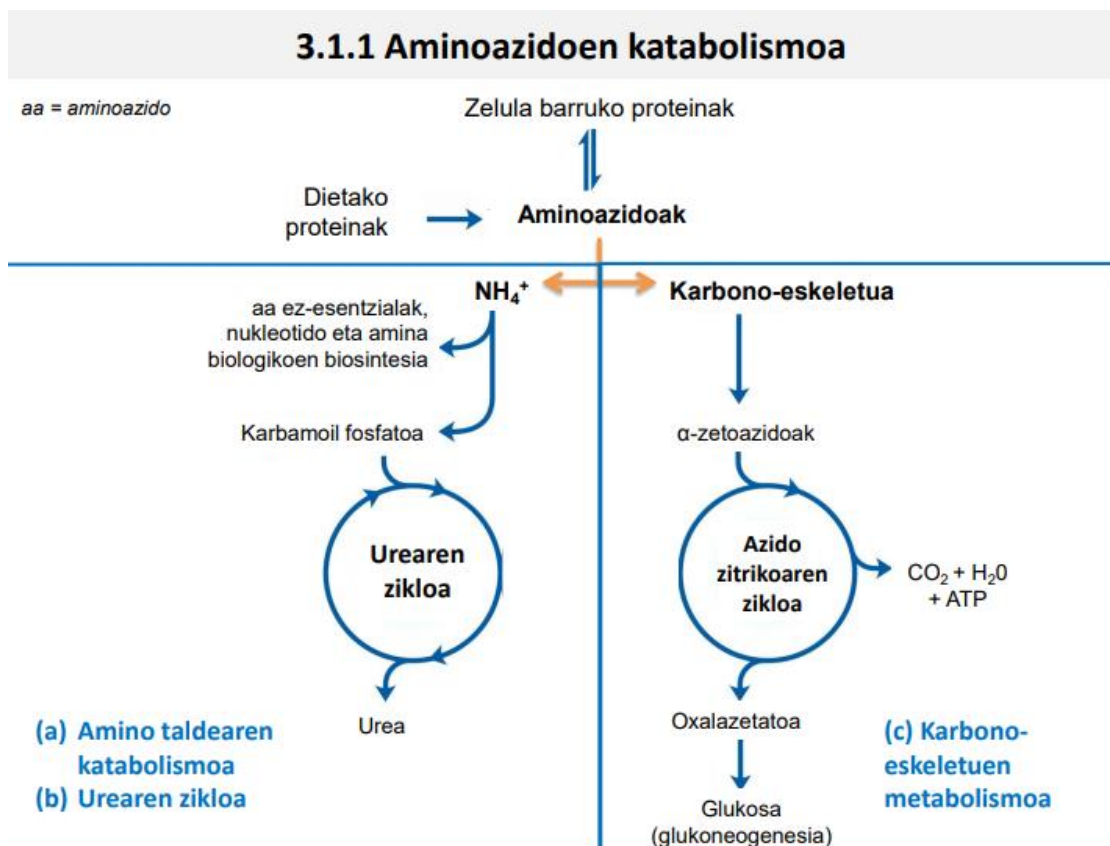 3.1.1 Aminoazidoen katabolismoa
aa = aminoazido
Zelula barruko proteinak
Dietako
proteinak
Aminoazidoak
NH₄⁺
Karbono-eskeletua
aa ez-esentzialak,
nukleotido eta amina
biologikoen biosintesia
Karbamoil fosfatoa
α-zetoazidoak
Urearen
zikloa
Azido
zitrikoaren
zikloa
CO₂ + H₂0
+ ATP
Urea
Oxalazetatoa
Glukosa
(glukoneogenesia)
(a) Amino taldearen
katabolismoa
(b) Urearen zikloa
(c) Karbono-
eskeletuen
metabolismoa